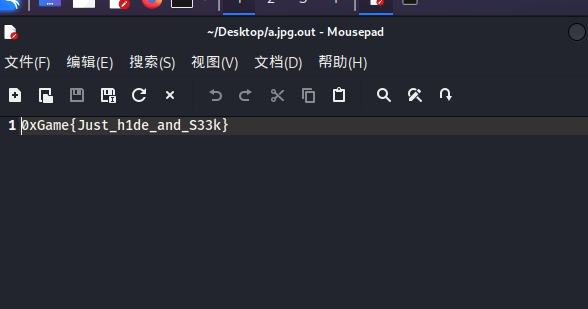 ~/Desktop/a.jpg.out - Mousepad
文件(F) 编辑(E) 搜索(S) 视图(V) 文档(D) 帮助(H)
1 0xGame{Just_h1de_and_S33k}